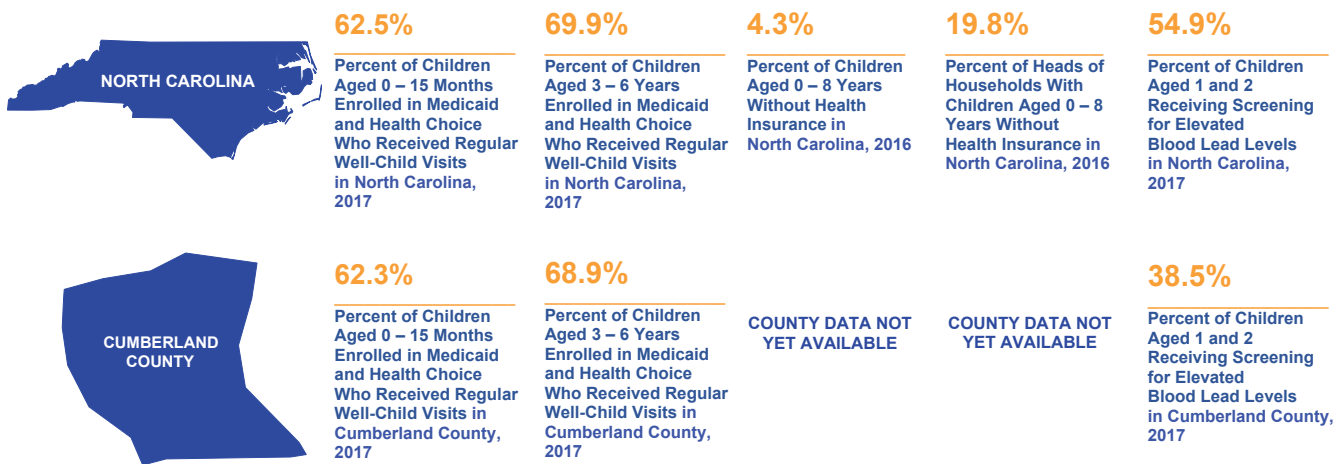 NORTH CAROLINA
62.5%
Percent of Children
Aged 0 – 15 Months
Enrolled in Medicaid
and Health Choice
Who Received Regular
Well-Child Visits
in North Carolina,
2017
69.9%
Percent of Children
Aged 3 – 6 Years
Enrolled in Medicaid
and Health Choice
Who Received Regular
Well-Child Visits
in North Carolina,
2017
4.3%
Percent of Children
Aged 0 – 8 Years
Without Health
Insurance in
North Carolina, 2016
19.8%
Percent of Heads of
Households With
Children Aged 0 – 8
Years Without
Health Insurance in
North Carolina, 2016
54.9%
Percent of Children
Aged 1 and 2
Receiving Screening
for Elevated
Blood Lead Levels
in North Carolina,
2017
CUMBERLAND
COUNTY
62.3%
Percent of Children
Aged 0 – 15 Months
Enrolled in Medicaid
and Health Choice
Who Received Regular
Well-Child Visits in
Cumberland County,
2017
68.9%
Percent of Children
Aged 3 – 6 Years
Enrolled in Medicaid
and Health Choice
Who Received Regular
Well-Child Visits in
Cumberland County,
2017
COUNTY DATA NOT
YET AVAILABLE
COUNTY DATA NOT
YET AVAILABLE
38.5%
Percent of Children
Aged 1 and 2
Receiving Screening
for Elevated
Blood Lead Levels
in Cumberland County,
2017